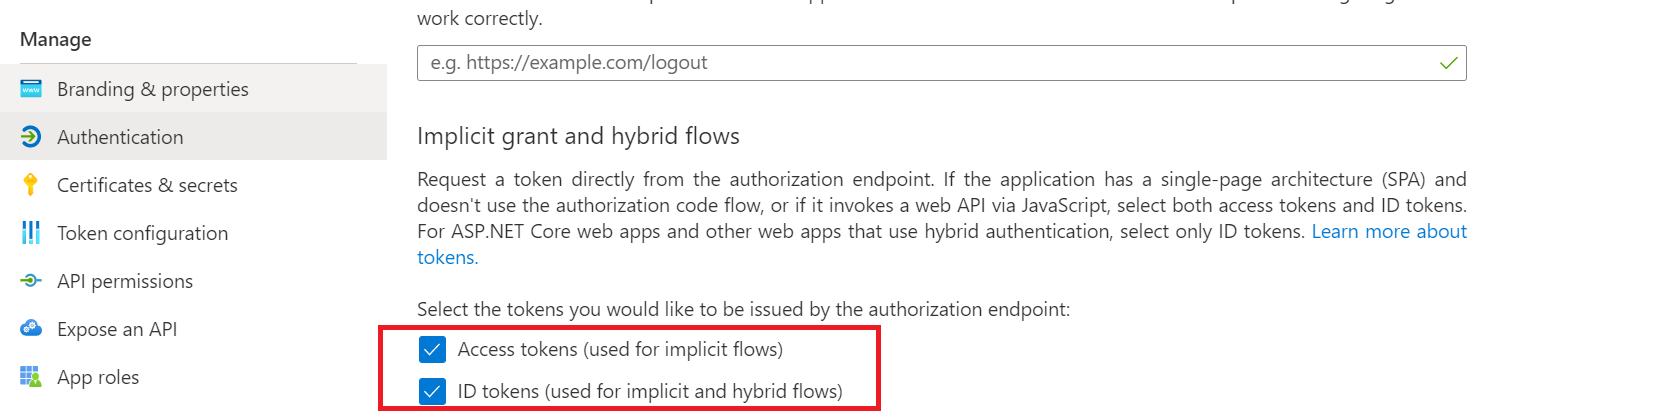 Manage
Branding & properties
Authentication
Certificates & secrets
Token configuration
API permissions
Expose an API
App roles
work correctly.
e.g. https://example.com/logout
Implicit grant and hybrid flows
Request a token directly from the authorization endpoint. If the application has a single-page architecture (SPA) and
doesn't use the authorization code flow, or if it invokes a web API via JavaScript, select both access tokens and ID tokens.
For ASP.NET Core web apps and other web apps that use hybrid authentication, select only ID tokens. Learn more about
tokens.
Select the tokens you would like to be issued by the authorization endpoint:
Access tokens (used for implicit flows)
ID tokens (used for implicit and hybrid flows)